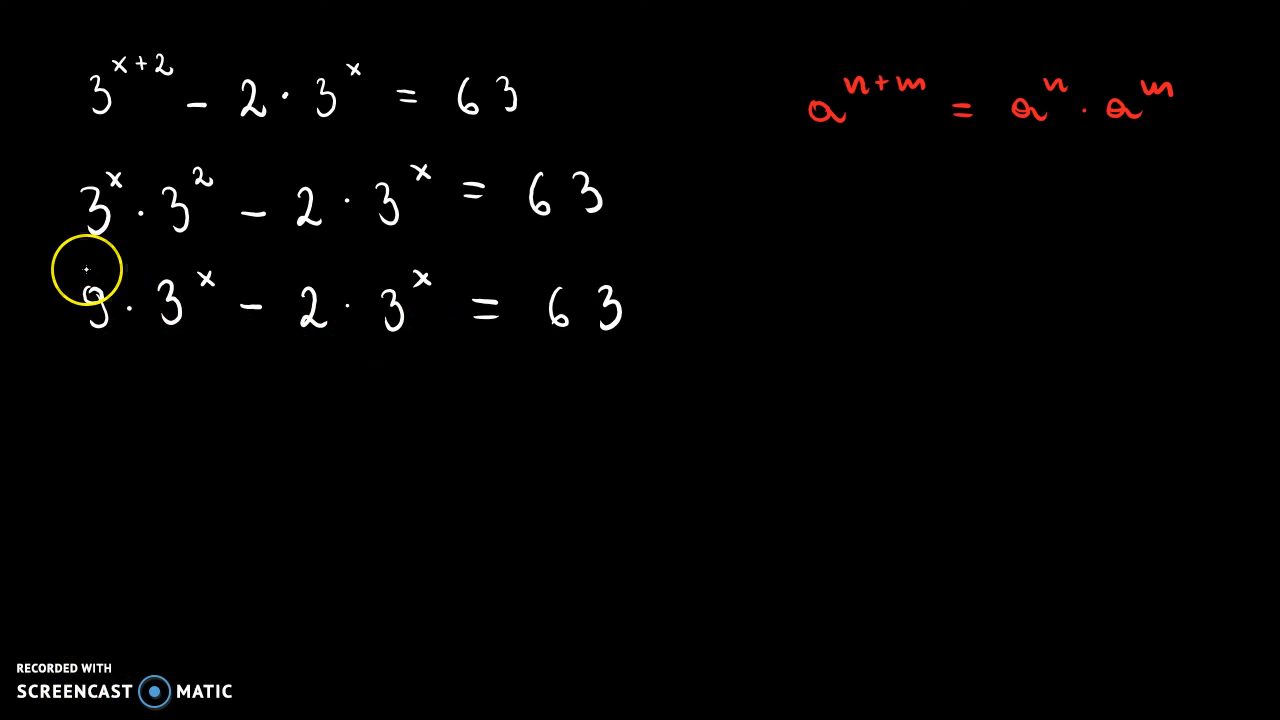 3^{x+2} - 2 · 3^x = 63
a^{n+m} = a^n · a^m
3^x · 3^2 - 2 · 3^x = 63
9 · 3^x - 2 · 3^x = 63
RECORDED WITH
SCREENCAST MATIC